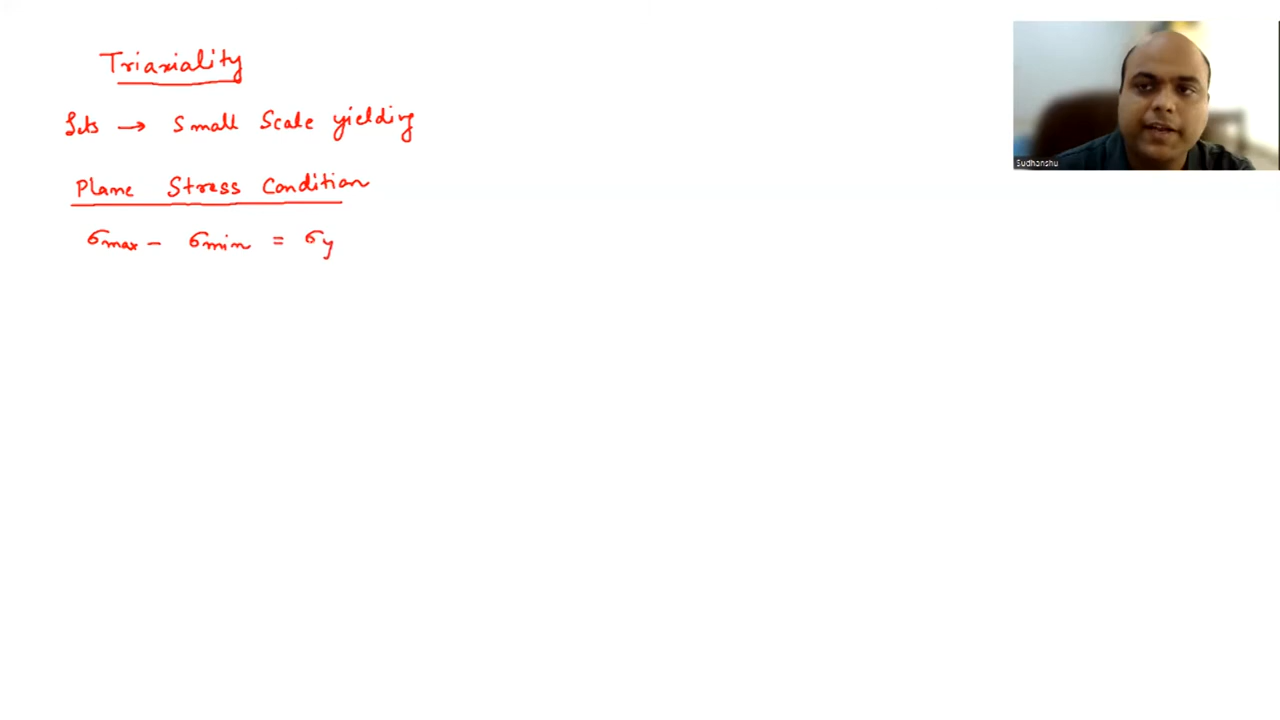 Triaxiality
Lets → Small Scale yielding
Plane Stress Condition
σmax - σmin = σy
Sudhanshu